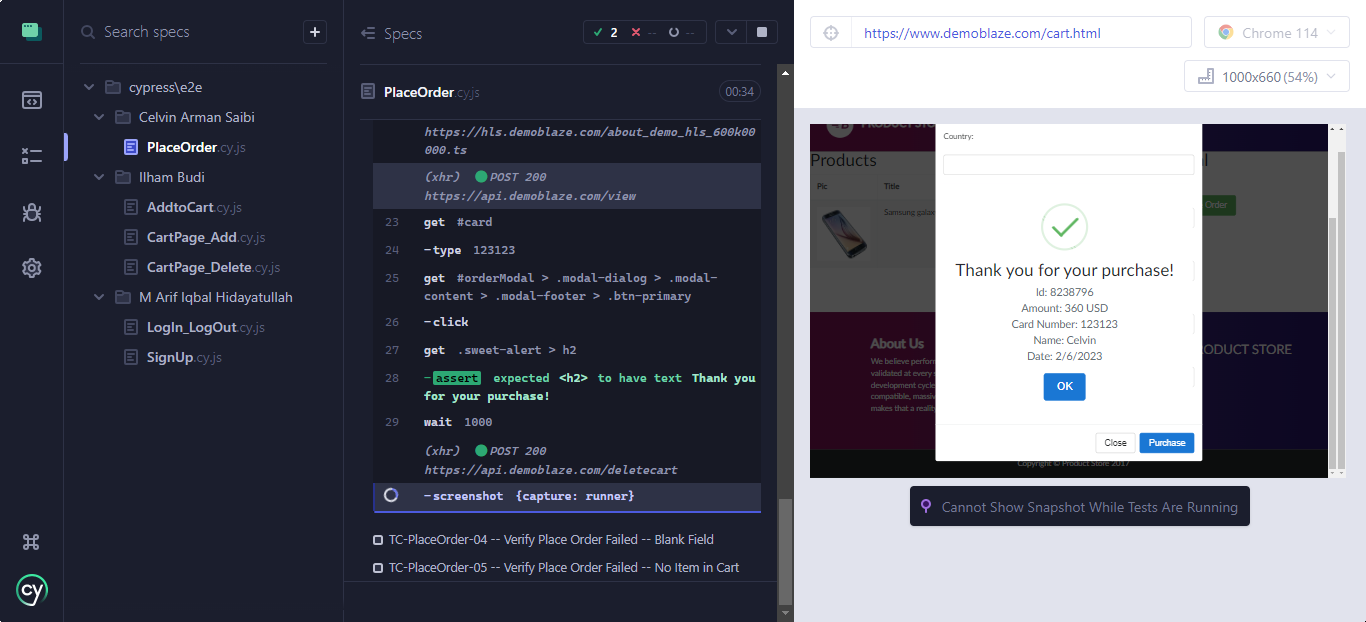 Search specs
+
cypress\e2e
Celvin Arman Saibi
PlaceOrder.cy.js
Ilham Budi
AddtoCart.cy.js
CartPage_Add.cy.js
CartPage_Delete.cy.js
M Arif Iqbal Hidayatullah
LogIn_LogOut.cy.js
SignUp.cy.js
cy
Specs
2 -- --
PlaceOrder.cy.js 00:34
https://hls.demoblaze.com/about_demo_hls_600k00
000.ts
(xhr) POST 200
https://api.demoblaze.com/view
23 get #card
24 -type 123123
25 get #orderModal > .modal-dialog > .modal-
content > .modal-footer > .btn-primary
26 -click
27 get .sweet-alert > h2
28 -assert expected <h2> to have text Thank you
for your purchase!
29 wait 1000
(xhr) POST 200
https://api.demoblaze.com/deletecart
-screenshot {capture: runner}
TC-PlaceOrder-04 -- Verify Place Order Failed -- Blank Field
TC-PlaceOrder-05 -- Verify Place Order Failed -- No Item in Cart
https://www.demoblaze.com/cart.html
Chrome 114
1000x660 (54%)
PRODUCT STO
Country:
Products
Pic Title
Samsung galax
Order
Thank you for your purchase!
Id: 8238796
Amount: 360 USD
Card Number: 123123
Name: Celvin
Date: 2/6/2023
OK
About Us
We believe perform
validated at every s
development cycle
compatible, massiv
makes that a reality
ODUCT STORE
Close
Purchase
Copyright © Product Store 2017
Cannot Show Snapshot While Tests Are Running